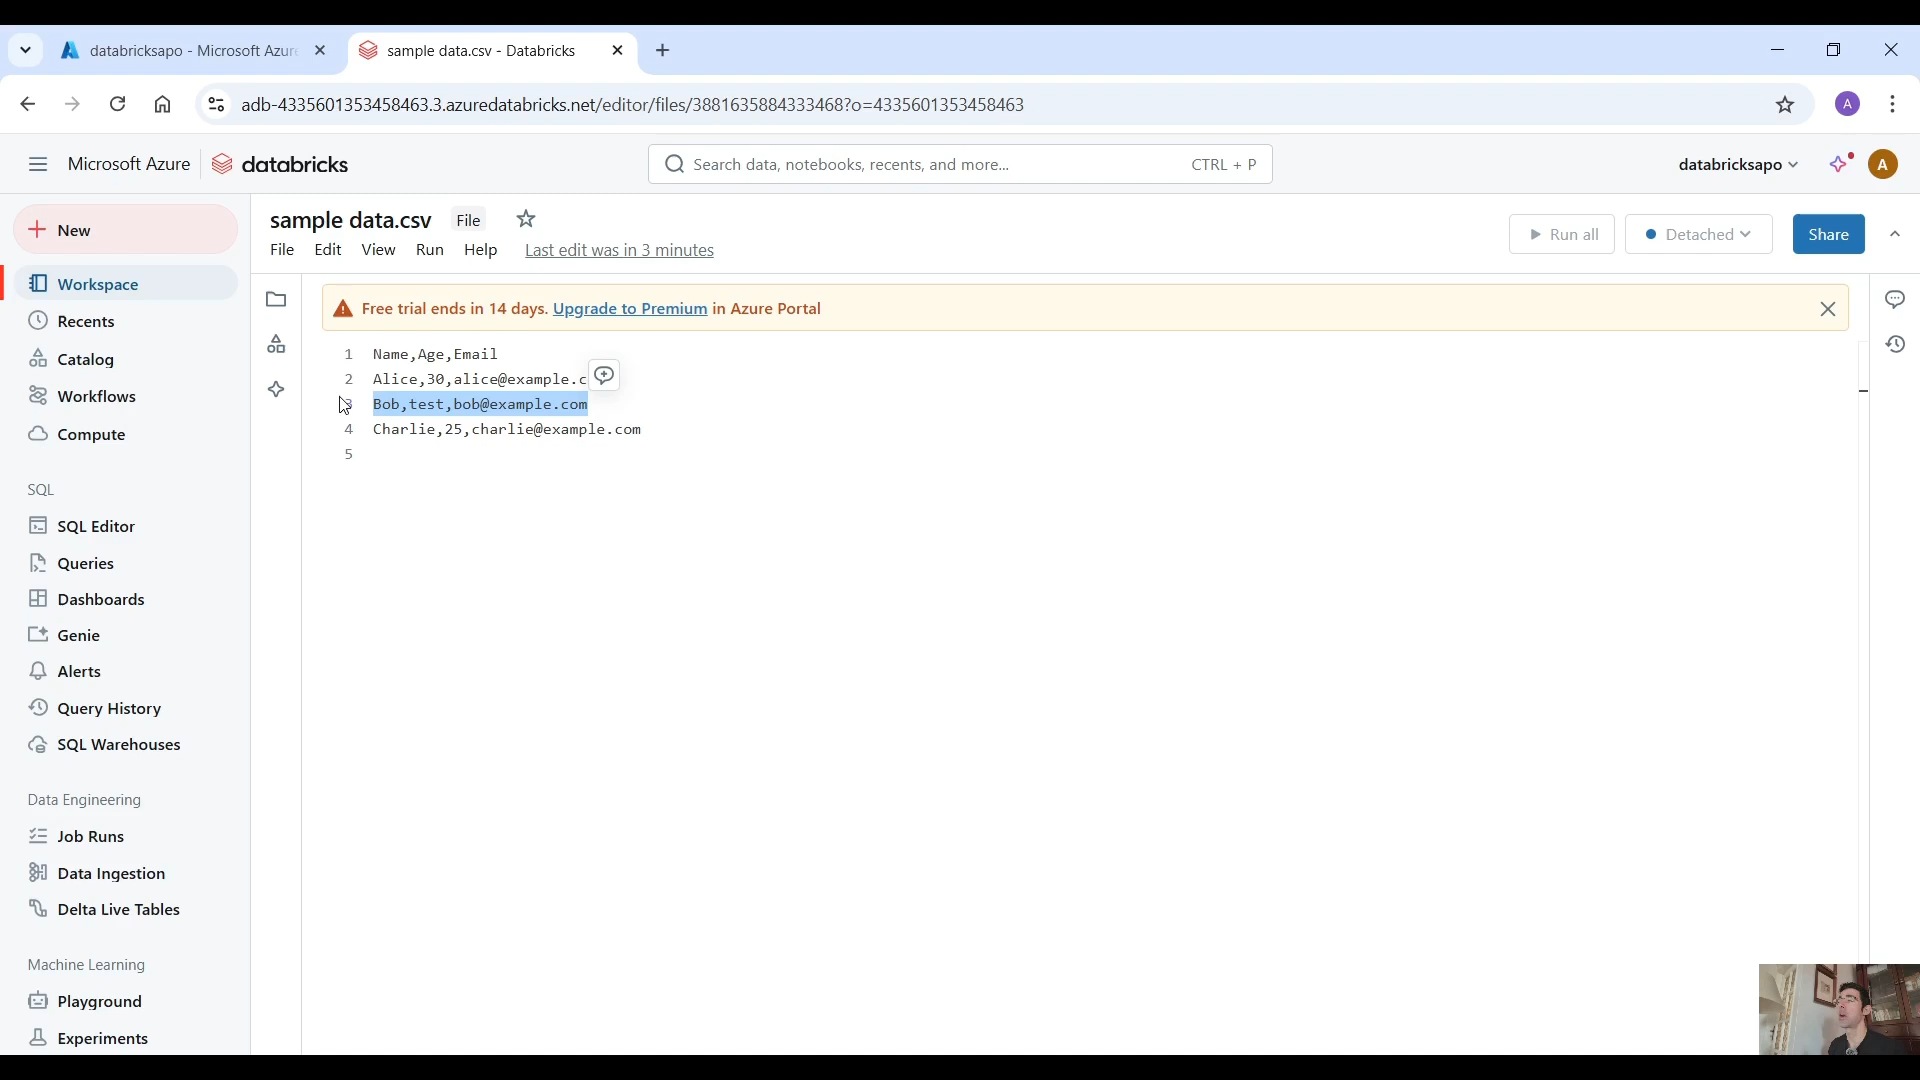 databricksapo - Microsoft Azur
sample data.csv - Databricks
adb-4335601353458463.3.azuredatabricks.net/editor/files/3881635884333468?o=4335601353458463
A
Microsoft Azure
databricks
Search data, notebooks, recents, and more...
CTRL + P
databricksapo
A
New
Workspace
Recents
Catalog
Workflows
Compute
SQL
SQL Editor
Queries
Dashboards
Genie
Alerts
Query History
SQL Warehouses
Data Engineering
Job Runs
Data Ingestion
Delta Live Tables
Machine Learning
Playground
Experiments
sample data.csv
File
File Edit View Run Help Last edit was in 3 minutes
Run all
Detached
Share
Free trial ends in 14 days. Upgrade to Premium in Azure Portal
1 Name,Age,Email
2 Alice,30,alice@example.c
3 Bob,test,bob@example.com
4 Charlie,25,charlie@example.com
5